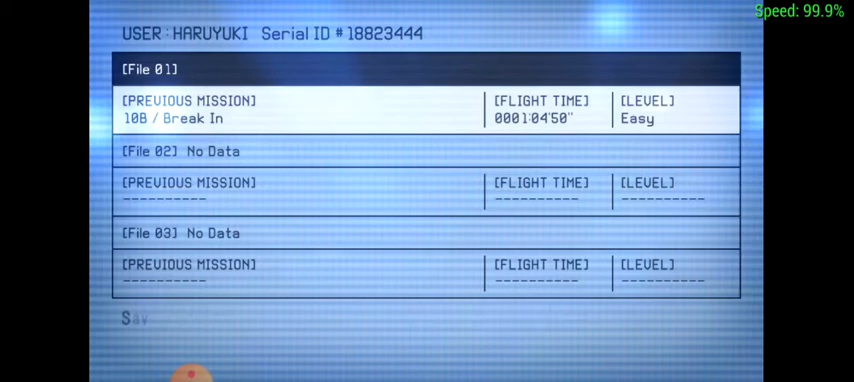 Speed: 99.9%
USER : HARUYUKI Serial ID # 18823444
[File 01]
[PREVIOUS MISSION] [FLIGHT TIME] [LEVEL]
10B / Break In 0001:04'50" Easy
[File 02] No Data
[PREVIOUS MISSION] [FLIGHT TIME] [LEVEL]
---------- ---------- ----------
[File 03] No Data
[PREVIOUS MISSION] [FLIGHT TIME] [LEVEL]
---------- ---------- ----------
Sav